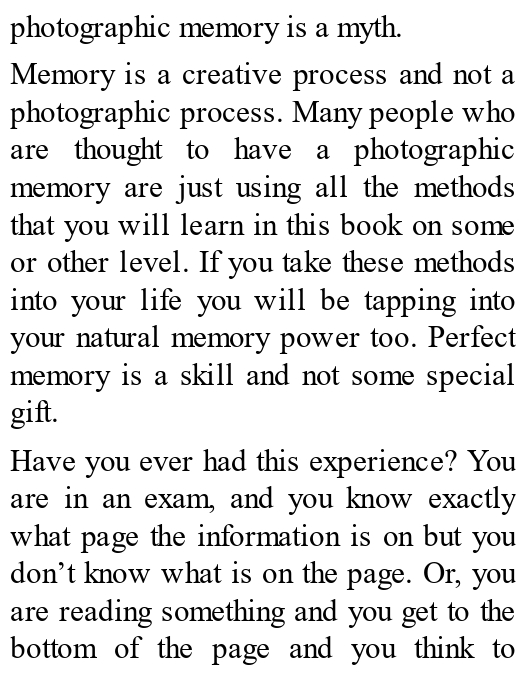 photographic memory is a myth.
Memory is a creative process and not a
photographic process. Many people who
are thought to have a photographic
memory are just using all the methods
that you will learn in this book on some
or other level. If you take these methods
into your life you will be tapping into
your natural memory power too. Perfect
memory is a skill and not some special
gift.
Have you ever had this experience? You
are in an exam, and you know exactly
what page the information is on but you
don’t know what is on the page. Or, you
are reading something and you get to the
bottom of the page and you think to